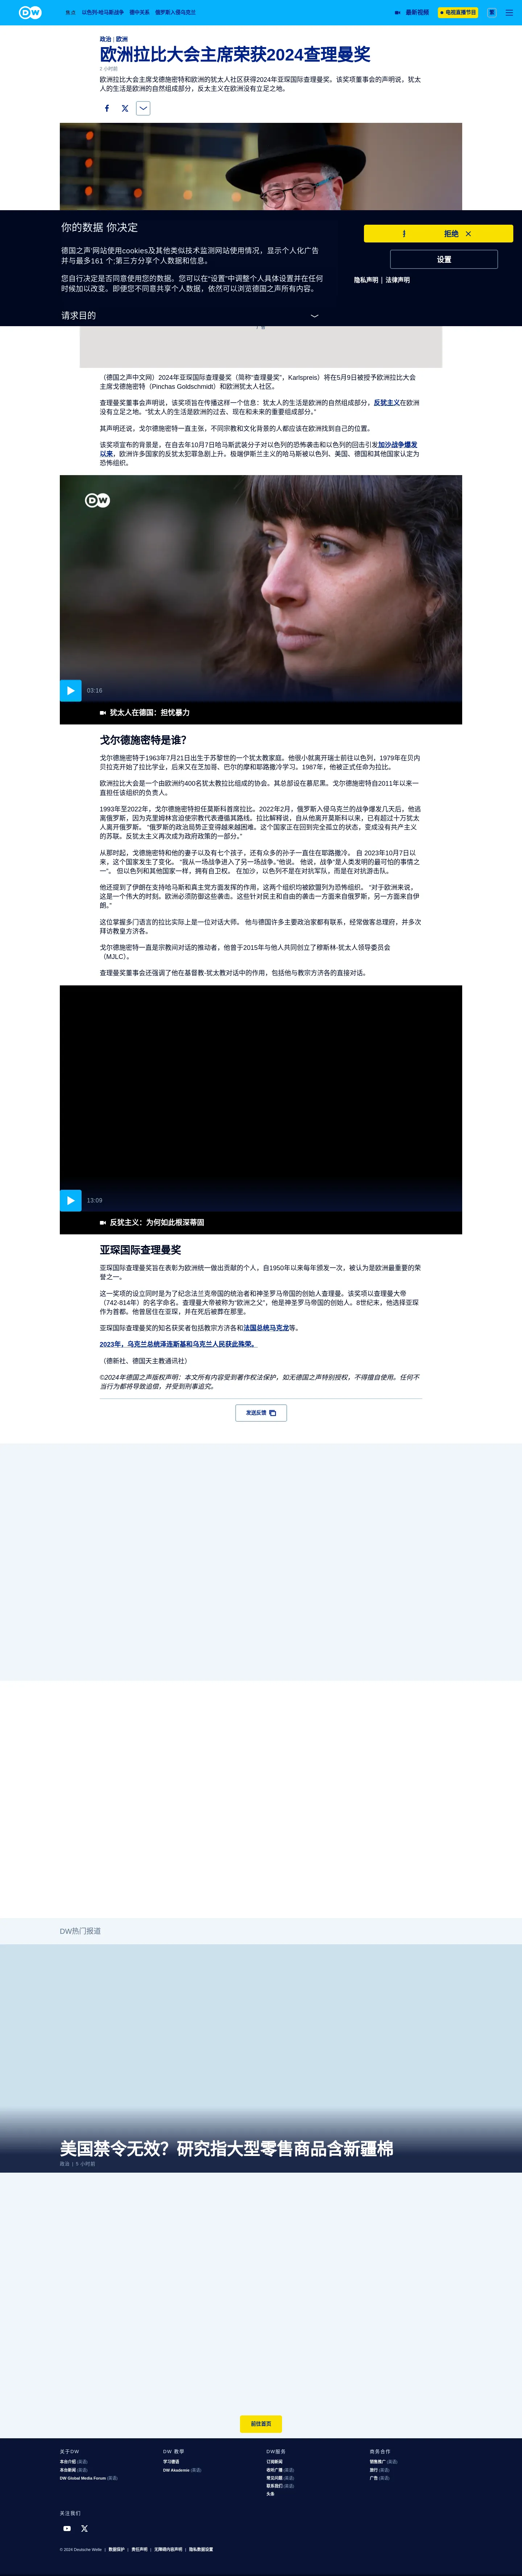 DW
焦点
以色列-哈马斯战争
德中关系
俄罗斯入侵乌克兰
最新视频
电视直播节目
繁
政治 | 欧洲
欧洲拉比大会主席荣获2024查理曼奖
欧洲拉比大会主席戈德施密特和欧洲的犹太人社区获得2024年亚琛国际查理曼奖。该奖项董事会的声明说，犹太
人的生活是欧洲的自然组成部分，反太主义在欧洲没有立足之地。
你的数据 你决定
德国之声‘网站使用cookies及其他类似技术监测网站使用情况，显示个人化广告
并与最多161 个;第三方分享个人数据和信息。
您自行决定是否同意使用您的数据。您可以在“设置”中调整个人具体设置并在任何
时候加以改变。即便您不同意共享个人数据，依然可以浏览德国之声所有内容。
请求目的
拒绝
设置
隐私声明 | 法律声明
（德国之声中文网）2024年亚琛国际查理曼奖（简称“查理曼奖”，Karlspreis）将在5月9日被授予欧洲拉比大会
主席戈德施密特（Pinchas Goldschmidt）和欧洲犹太人社区。
查理曼奖董事会声明说，该奖项旨在传播这样一个信息：犹太人的生活是欧洲的自然组成部分，反犹主义在欧洲
没有立足之地。“犹太人的生活是欧洲的过去、现在和未来的重要组成部分。”
其声明还说，戈尔德施密特一直主张，不同宗教和文化背景的人都应该在欧洲找到自己的位置。
该奖项宣布的背景是，在自去年10月7日哈马斯武装分子对以色列的恐怖袭击和以色列的回击引发加沙战争爆发
以来，欧洲许多国家的反犹太犯罪急剧上升。极端伊斯兰主义的哈马斯被以色列、美国、德国和其他国家认定为
恐怖组织。
DW
03:16
犹太人在德国：担忧暴力
戈尔德施密特是谁？
戈尔德施密特于1963年7月21日出生于苏黎世的一个犹太教家庭。他很小就离开瑞士前往以色列，1979年在贝内
贝拉克开始了拉比学业，后来又在芝加哥、巴尔的摩和耶路撒冷学习。1987年，他被正式任命为拉比。
欧洲拉比大会是一个由欧洲约400名犹太教拉比组成的协会。其总部设在慕尼黑。戈尔德施密特自2011年以来一
直担任该组织的负责人。
1993年至2022年，戈尔德施密特担任莫斯科首席拉比。2022年2月，俄罗斯入侵乌克兰的战争爆发几天后，他逃
离俄罗斯，因为克里姆林宫迫使宗教代表遵循其路线。拉比解释说，自从他离开莫斯科以来，已有超过十万犹太
人离开俄罗斯。 “俄罗斯的政治局势正变得越来越困难。这个国家正在回到完全孤立的状态，变成没有共产主义
的苏联。反犹太主义再次成为政府政策的一部分。”
从那时起，戈尔德施密特和他的妻子以及有七个孩子，还有众多的孙子一直住在耶路撒冷。 自 2023年10月7日以
来，这个国家发生了变化。 “我从一场战争进入了另一场战争。”他说。 他说，战争“是人类发明的最可怕的事情之
一”。 但以色列和其他国家一样，拥有自卫权。 在加沙，以色列不是在对抗军队，而是在对抗游击队。
他还提到了伊朗在支持哈马斯和真主党方面发挥的作用，这两个组织均被欧盟列为恐怖组织。 “对于欧洲来说，
这是一个伟大的时刻。欧洲必须防御这些袭击。这些针对民主和自由的袭击一方面来自俄罗斯，另一方面来自伊
朗。”
这位掌握多门语言的拉比实际上是一位对话大师。 他与德国许多主要政治家都有联系，经常做客总理府，并多次
拜访教皇方济各。
戈尔德施密特一直是宗教间对话的推动者，他曾于2015年与他人共同创立了穆斯林-犹太人领导委员会
（MJLC）。
查理曼奖董事会还强调了他在基督教-犹太教对话中的作用，包括他与教宗方济各的直接对话。
13:09
反犹主义：为何如此根深蒂固
亚琛国际查理曼奖
亚琛国际查理曼奖旨在表彰为欧洲统一做出贡献的个人，自1950年以来每年颁发一次，被认为是欧洲最重要的荣
誉之一。
这一奖项的设立同时是为了纪念法兰克帝国的统治者和神圣罗马帝国的创始人查理曼。该奖项以查理曼大帝
（742-814年）的名字命名。查理曼大帝被称为“欧洲之父”，他是神圣罗马帝国的创始人。8世纪末，他选择亚琛
作为首都。他曾居住在亚琛，并在死后被葬在那里。
亚琛国际查理曼奖的知名获奖者包括教宗方济各和法国总统马克龙等。
2023年，乌克兰总统泽连斯基和乌克兰人民获此殊荣。
（德新社、德国天主教通讯社）
©2024年德国之声版权声明：本文所有内容受到著作权法保护，如无德国之声特别授权，不得擅自使用。任何不
当行为都将导致追偿，并受到刑事追究。
发送反馈
DW热门报道
美国禁令无效？研究指大型零售商品含新疆棉
政治 | 5 小时前
前往首页
关于DW
本台介绍 (英语)
本台新闻 (英语)
DW Global Media Forum (英语)
DW 教學
学习德语
DW Akademie (英语)
DW服务
订阅新闻
收听广播 (英语)
常见问题 (英语)
联系我们 (英语)
头条
商务合作
销售推广 (英语)
旅行 (英语)
广告 (英语)
关注我们
© 2024 Deutsche Welle | 数据保护 | 责任声明 | 无障碍内容声明 | 隐私数据设置